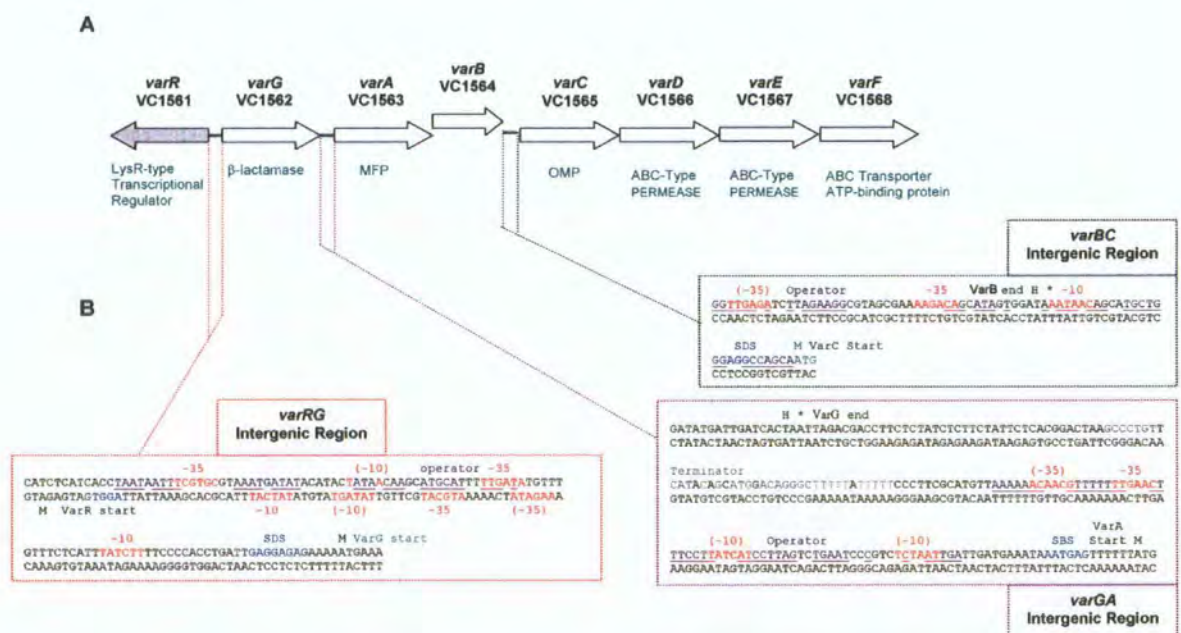 A
varR
VC1561
varG
VC1562
varA
VC1563
varB
VC1564
varC
VC1565
varD
VC1566
varE
VC1567
varF
VC1568
LysR-type
Transcriptional
Regulator
β-lactamase
MFP
OMP
ABC-Type
PERMEASE
ABC-Type
PERMEASE
ABC Transporter
ATP-binding protein
varBC
Intergenic Region
(-35) Operator -35 VarB end H * -10
GGTTGAGATCTTAGAAGGCGTAGCGAAAAGACAGCATAGTGGATAAATAACAGCATGCTG
CCAACTCTAGAATCTTCCGCATCGCTTTTCTGTCGTATCACCTATTTATTGTCGTACGTC
SDS M VarC Start
GGAGGCCAGCAATG
CCTCCGGTCGTTAC
B
varRG
Intergenic Region
-35 (-10) operator -35
CATCTCATCACCTAATAATTTCGTGCGTAAATGATATACATACTATAACAAGCATGCATTTTGATATGTTT
GTAGAGTAGTGGATTATTAAAGCACGCATTTACTATATGTATGATATTGTTCGTACGTAAAACTATAGAAA
M VarR start -10 (-10) -35 (-35)
-10 SDS M VarG start
GTTTCTCATTTATCTTTTCCCCACCTGATTGAGGAGAGAAAAATGAAA
CAAAGTGTAAATAGAAAAGGGGTGGACTAACTCCTCTCTTTTTACTTT
H * VarG end
GATATGATTGATCACTAATTAGACGACCTTCTCTATCTCTTCTATTCTCACGGACTAAGCCCTGTT
CTATACTAACTAGTGATTAATCTGCTGGAAGAGATAGAGAAGATAAGAGTGCCTGATTCGGGACAA
Terminator (-35) -35
CATACAGCATGGACAGGGCTTTTTATTTTTCCCTTCGCATGTTAAAAAACAACGTTTTTTTGAACT
GTATGTCGTACCTGTCCCGAAAAATAAAAAGGGAAGCGTACAATTTTTTGTTGCAAAAAAACTTGA
VarA
(-10) Operator (-10) SBS Start M
TTCCTTATCATCCTTAGTCTGAATCCCGTCTCTAATTGATTGATGAAATAAATGAGTTTTTTATG
AAGGAATAGTAGGAATCAGACTTAGGGCAGAGATTAACTAACTACTTTATTTACTCAAAAAATAC
varGA
Intergenic Region